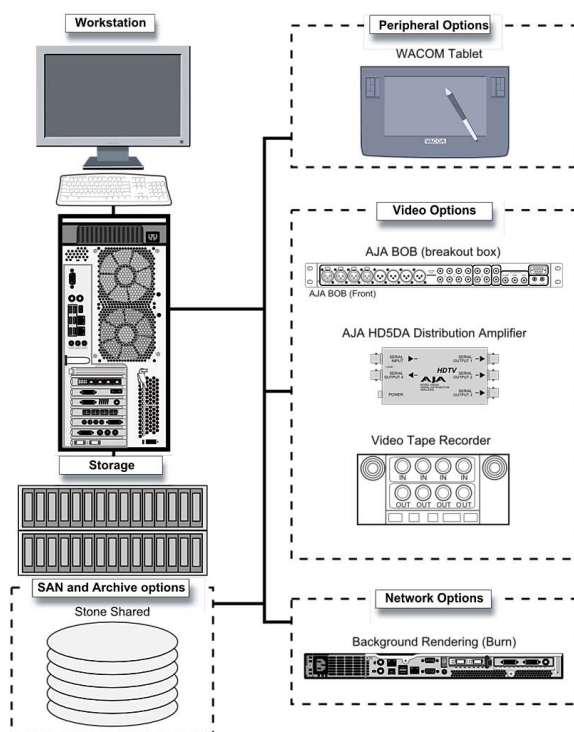 Workstation
Peripheral Options
WACOM Tablet
WACOM
Video Options
AJA BOB (breakout box)
AJA BOB (Front)
AJA HD5DA Distribution Amplifier
SERIAL INPUT
SERIAL OUTPUT 1
HDTV
SERIAL OUTPUT 4
AJA
SERIAL OUTPUT 2
POWER
SERIAL OUTPUT 3
Video Tape Recorder
IN IN IN IN
OUT OUT OUT OUT
Storage
SAN and Archive options
Stone Shared
Network Options
Background Rendering (Burn)